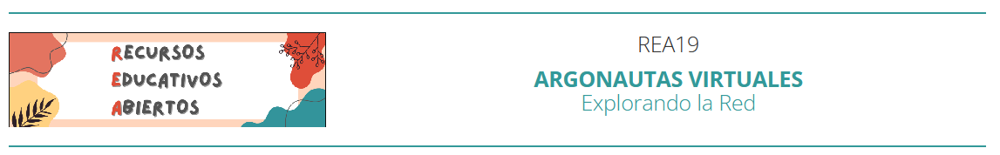 RECURSOS
EDUCATIVOS
ABIERTOS
REA19
ARGONAUTAS VIRTUALES
Explorando la Red